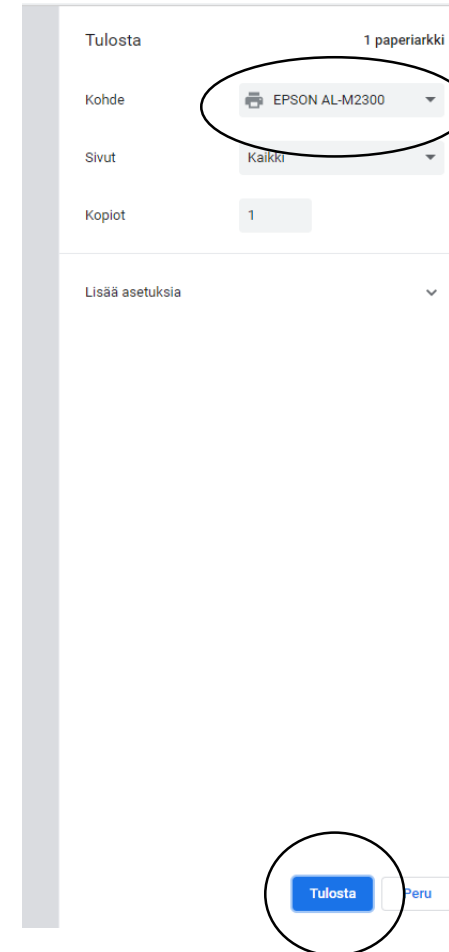 Tulosta 1 paperiarkki
Kohde EPSON AL-M2300
Sivut Kaikki
Kopiot 1
Lisää asetuksia
Tulosta Peru